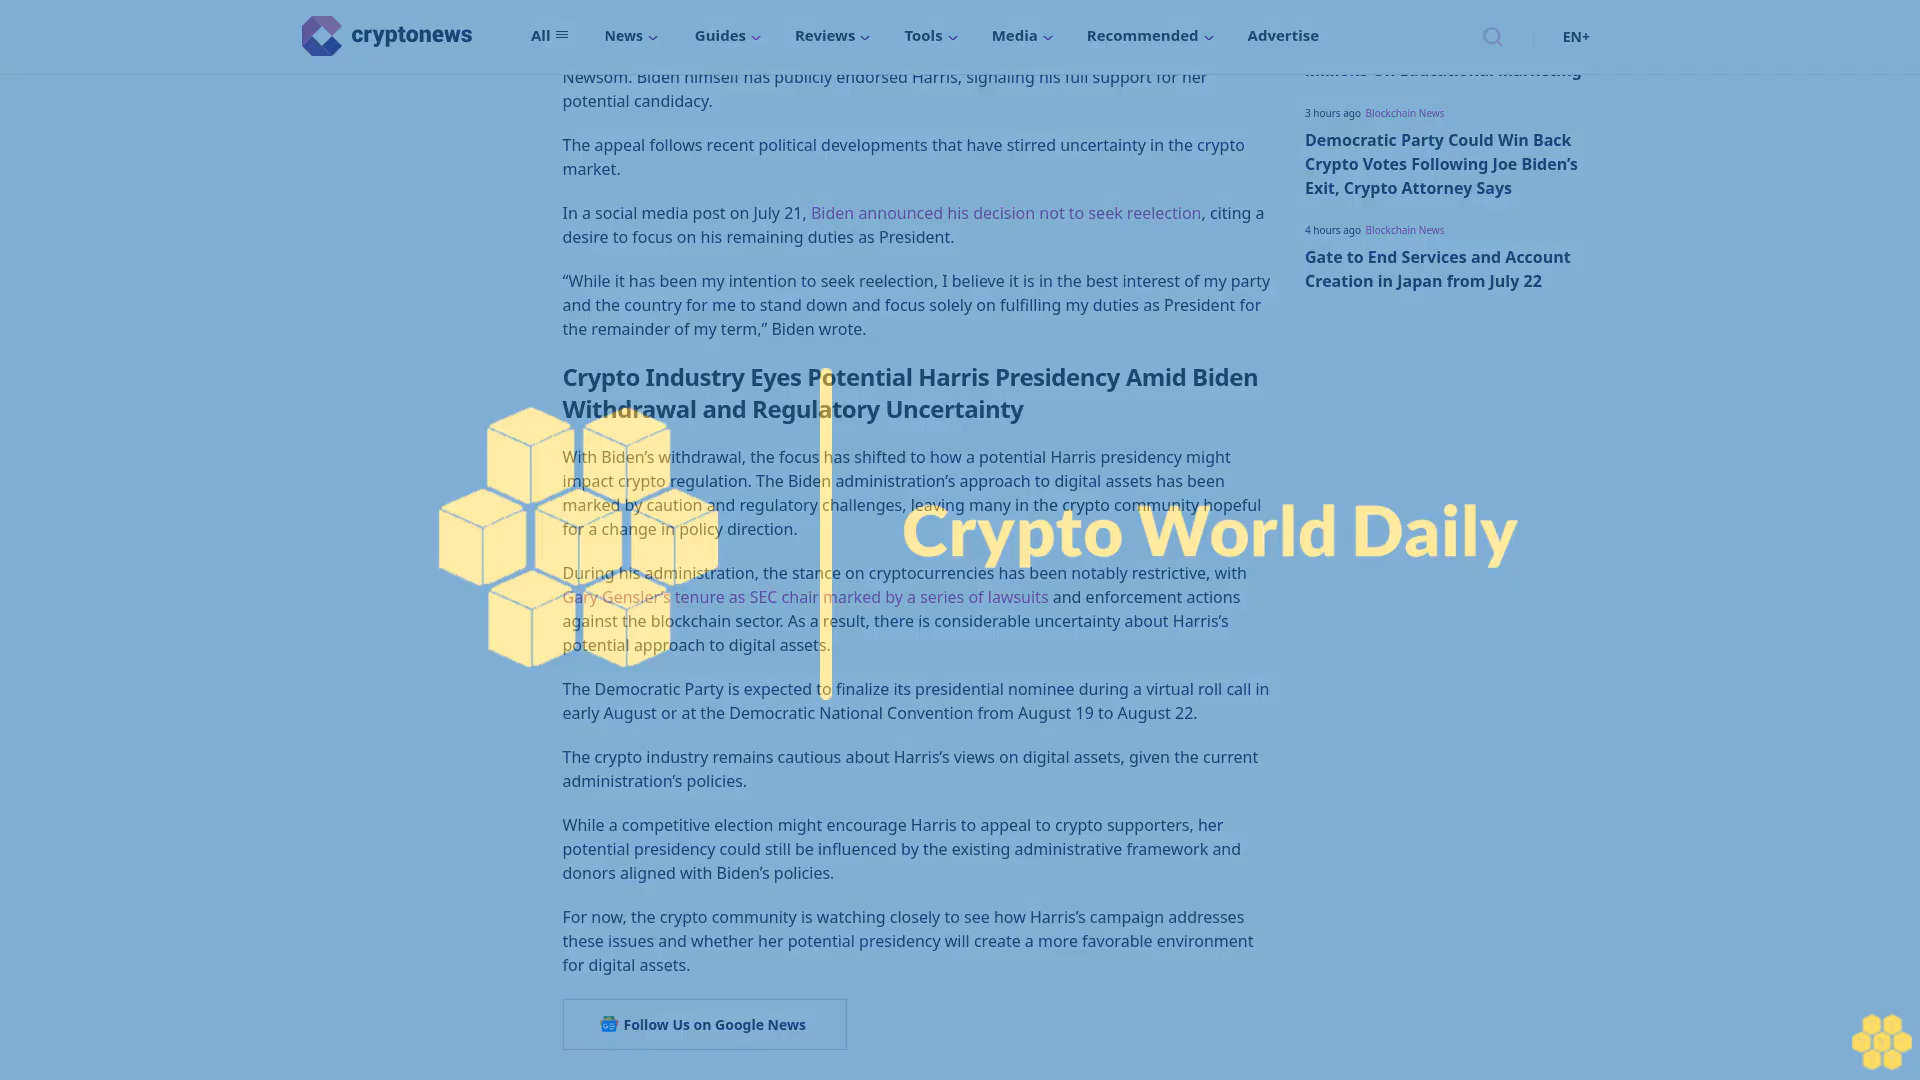 cryptonews
All
News
Guides
Reviews
Tools
Media
Recommended
Advertise
EN+
Newsom. Biden himself has publicly endorsed Harris, signaling his full support for her
potential candidacy.
The appeal follows recent political developments that have stirred uncertainty in the crypto
market.
In a social media post on July 21, Biden announced his decision not to seek reelection, citing a
desire to focus on his remaining duties as President.
“While it has been my intention to seek reelection, I believe it is in the best interest of my party
and the country for me to stand down and focus solely on fulfilling my duties as President for
the remainder of my term,” Biden wrote.
Crypto Industry Eyes Potential Harris Presidency Amid Biden
Withdrawal and Regulatory Uncertainty
With Biden’s withdrawal, the focus has shifted to how a potential Harris presidency might
impact crypto regulation. The Biden administration’s approach to digital assets has been
marked by caution and regulatory challenges, leaving many in the crypto community hopeful
for a change in policy direction.
During his administration, the stance on cryptocurrencies has been notably restrictive, with
Gary Gensler’s tenure as SEC chair marked by a series of lawsuits and enforcement actions
against the blockchain sector. As a result, there is considerable uncertainty about Harris’s
potential approach to digital assets.
The Democratic Party is expected to finalize its presidential nominee during a virtual roll call in
early August or at the Democratic National Convention from August 19 to August 22.
The crypto industry remains cautious about Harris’s views on digital assets, given the current
administration’s policies.
While a competitive election might encourage Harris to appeal to crypto supporters, her
potential presidency could still be influenced by the existing administrative framework and
donors aligned with Biden’s policies.
For now, the crypto community is watching closely to see how Harris’s campaign addresses
these issues and whether her potential presidency will create a more favorable environment
for digital assets.
Follow Us on Google News
Millions on Educational Marketing
3 hours ago Blockchain News
Democratic Party Could Win Back
Crypto Votes Following Joe Biden’s
Exit, Crypto Attorney Says
4 hours ago Blockchain News
Gate to End Services and Account
Creation in Japan from July 22
Crypto World Daily